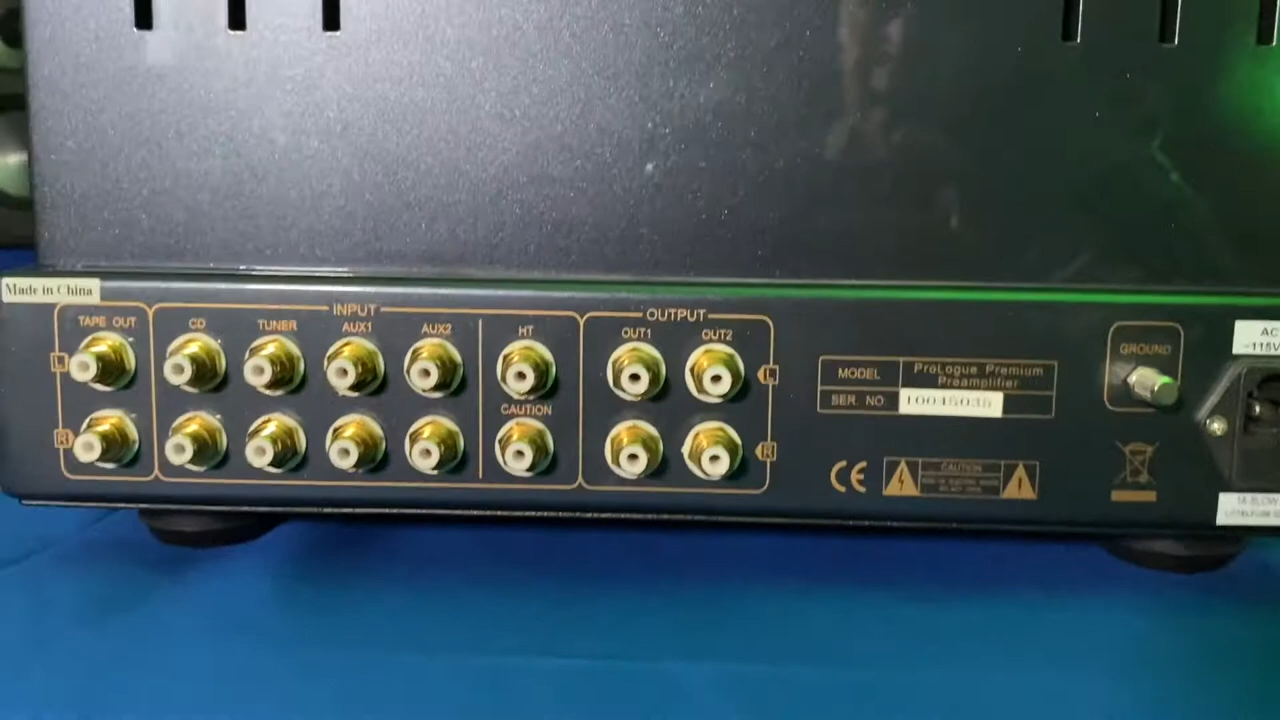 Made in China
TAPE OUT
INPUT
CD
TUNER
AUX1
AUX2
HT
CAUTION
OUTPUT
OUT1
OUT2
L
R
L
R
MODEL
ProLogue Premium
Preamplifier
SER. NO
10045035
CE
CAUTION
GROUND
AC
~115V